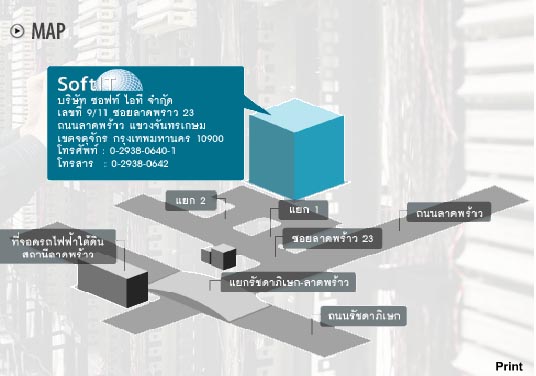 MAP
SoftIT
บริษัท ซอฟท์ ไอที จำกัด
เลขที่ 9/11 ซอยลาดพร้าว 23
ถนนลาดพร้าว แขวงจันทรเกษม
เขตจตุจักร กรุงเทพมหานคร 10900
โทรศัพท์ : 0-2938-0640-1
โทรสาร : 0-2938-0642
แยก 2
แยก 1
ถนนลาดพร้าว
ซอยลาดพร้าว 23
ที่จอดรถไฟฟ้าใต้ดิน
สถานีลาดพร้าว
แยกรัชดาภิเษก-ลาดพร้าว
ถนนรัชดาภิเษก
Print